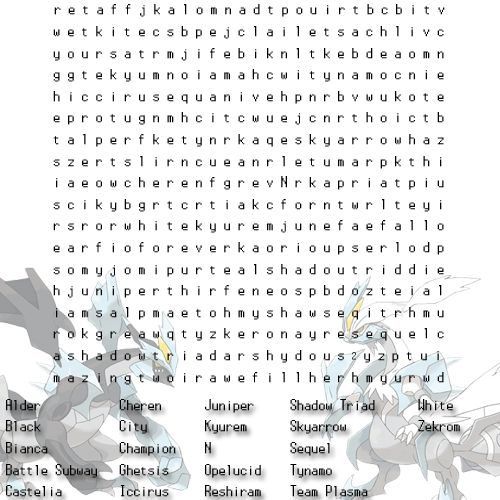 r e t a f f j k a l o m n a d t p o u i r t b c b i t v
w e t k i t e c s b p e j c l a i l e t s a c h l i v c
y o u r s a t r m j i f e b i k n l t k e b d e a o m n
g g t e k y u m n o i a m a h c w i t y n a m o c n i e
h i c c i r u s e q u a n i v e h p n r b v w u k o t e
e p r o t u g n m h c i t c w u e j c n r t h o i c t b
t a l p e r f k e t y n r k a q e s k y a r r o w h a z
s z e r t s l i r n c u e a n r l e t u m a r p k t h i
i a e o w c h e r e n f g r e v N r k a p r i a t p i u
s c i k y b g r t c r t i a k c f o r n t w r l t e y i
r s r o r w h i t e k y u r e m j u n e f a e f a l l o
e a r f i o f o r e v e r k a o r i o u p s e r l o d p
s o m y j o m i p u r t e a l s h a d o u t r i d d i e
h j u n i p e r t h i r f e n e o s p b d o z t e i a l
i a m s a l p m a e t o h m y s h a w s e q i t r h m u
r o k g r e a w q t y z k e r o n a y r e s e q u e l c
a s h d o w t r i a d a r s h y d o u s 2 y z p t u i
m a z i n g t w o i r a w e f i l l h e r h m y u r w d
Alder Cheren Juniper Shadow Triad White
Black City Kyurem Skyarrow Zekrom
Bianca Champion N Sequel
Battle Subway Ghetsis Opelucid Tynamo
Castelia Iccirus Reshiram Team Plasma